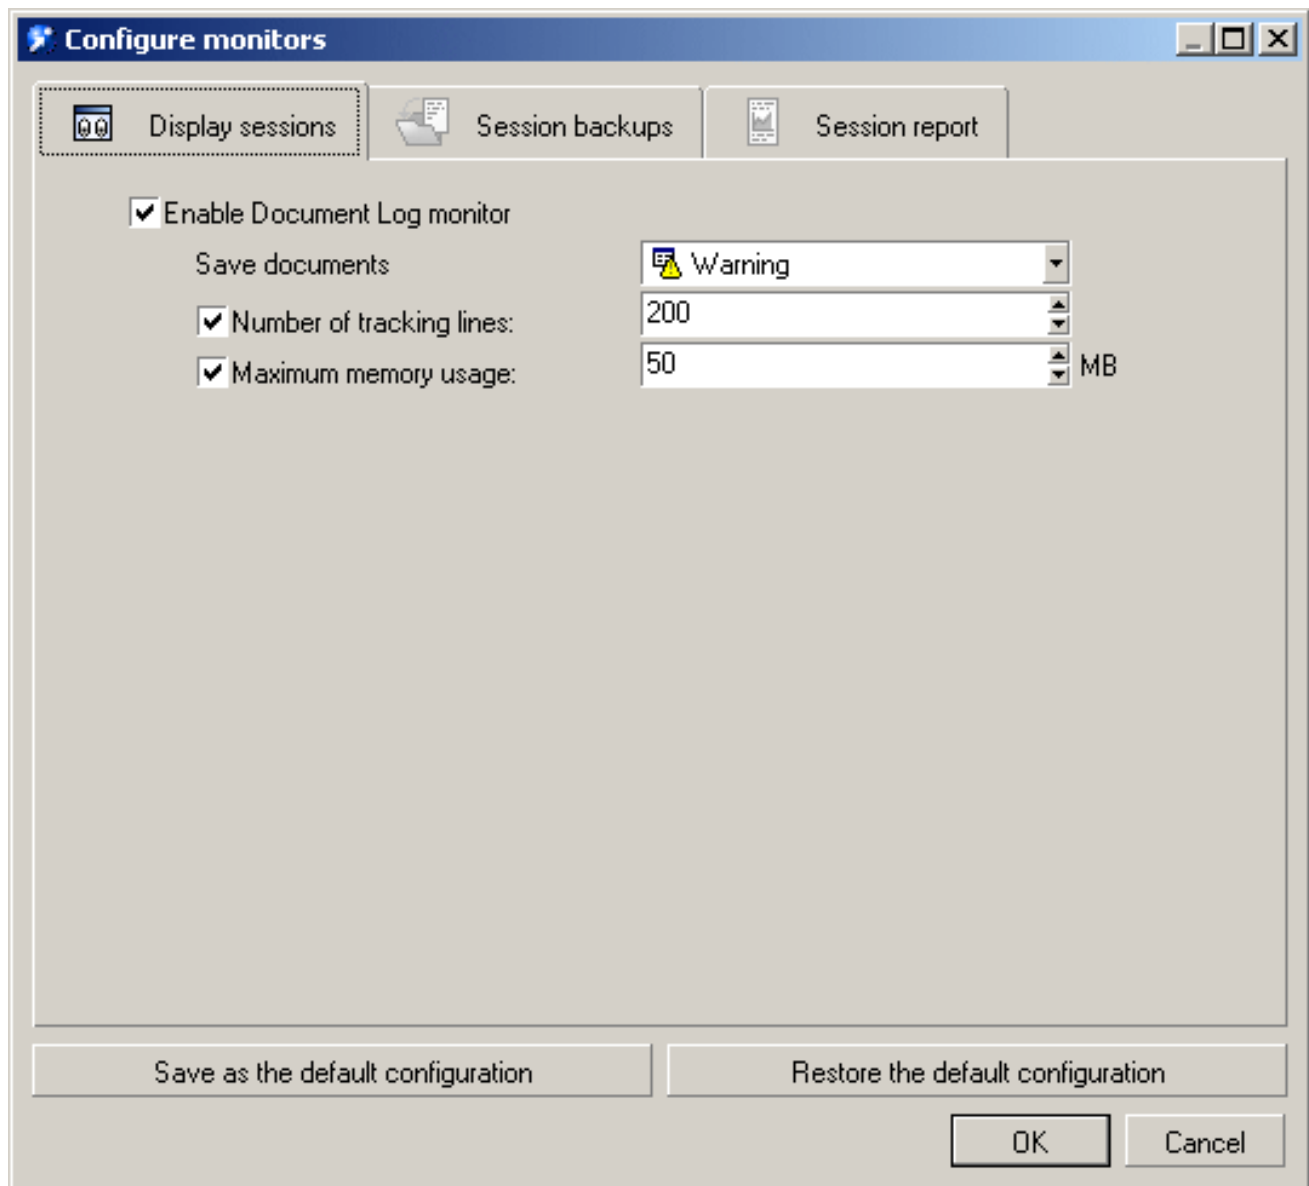 Configure monitors
Display sessions Session backups Session report
Enable Document Log monitor
Save documents Warning
Number of tracking lines: 200
Maximum memory usage: 50 MB
Save as the default configuration Restore the default configuration
OK Cancel